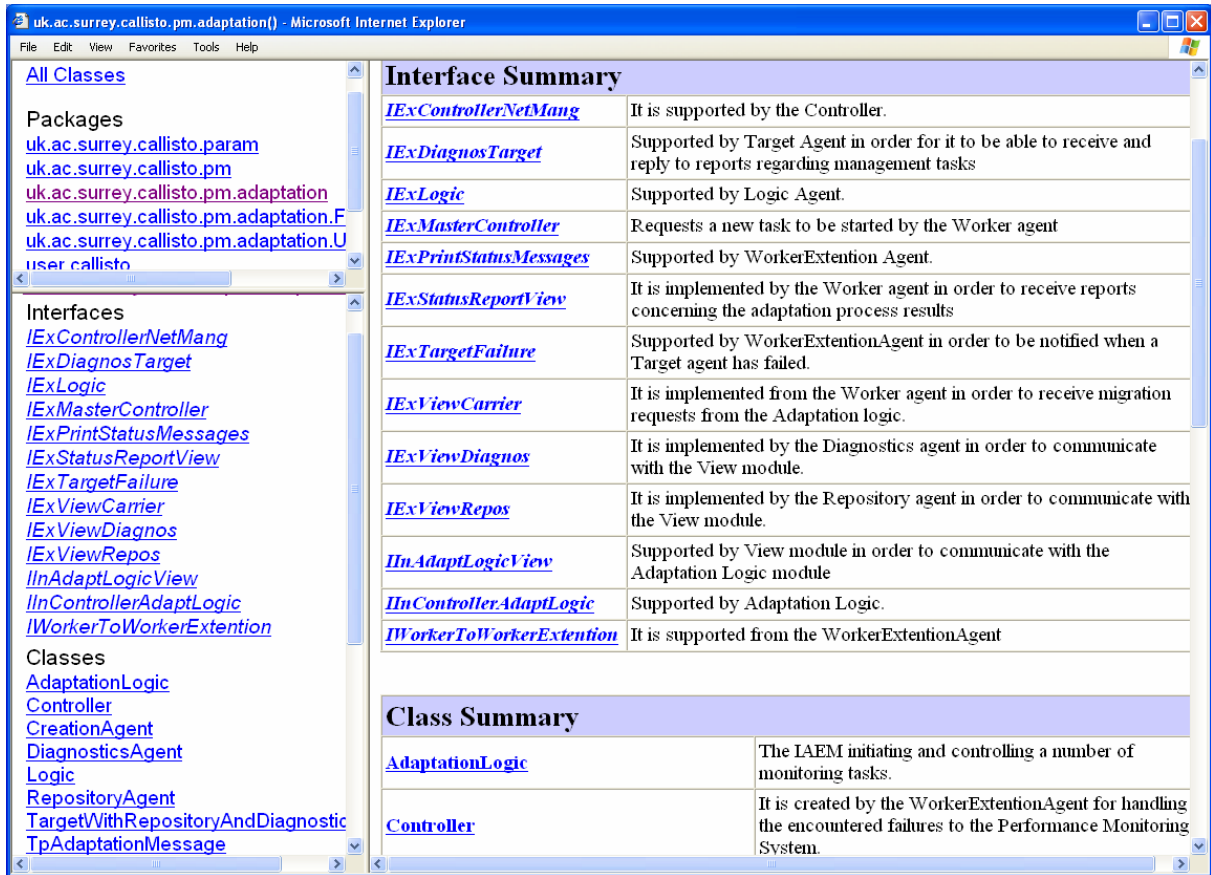 uk.ac.surrey.callisto.pm.adaptation() - Microsoft Internet Explorer
File Edit View Favorites Tools Help
All Classes
Packages
uk.ac.surrey.callisto.param
uk.ac.surrey.callisto.pm
uk.ac.surrey.callisto.pm.adaptation
uk.ac.surrey.callisto.pm.adaptation.F
uk.ac.surrey.callisto.pm.adaptation.U
user callisto
Interfaces
IExControllerNetMang
IExDiagnosTarget
IExLogic
IExMasterController
IExPrintStatusMessages
IExStatusReportView
IExTargetFailure
IExViewCarrier
IExViewDiagnos
IExViewRepos
IInAdaptLogicView
IInControllerAdaptLogic
IWorkerToWorkerExtention
Classes
AdaptationLogic
Controller
CreationAgent
DiagnosticsAgent
Logic
RepositoryAgent
TargetWithRepositoryAndDiagnostic
TpAdaptationMessage
Interface Summary
IExControllerNetMang It is supported by the Controller.
IExDiagnosTarget Supported by Target Agent in order for it to be able to receive and
reply to reports regarding management tasks
IExLogic Supported by Logic Agent.
IExMasterController Requests a new task to be started by the Worker agent
IExPrintStatusMessages Supported by WorkerExtention Agent.
IExStatusReportView It is implemented by the Worker agent in order to receive reports
concerning the adaptation process results
IExTargetFailure Supported by WorkerExtentionAgent in order to be notified when a
Target agent has failed.
IExViewCarrier It is implemented from the Worker agent in order to receive migration
requests from the Adaptation logic.
IExViewDiagnos It is implemented by the Diagnostics agent in order to communicate
with the View module.
IExViewRepos It is implemented by the Repository agent in order to communicate with
the View module.
IInAdaptLogicView Supported by View module in order to communicate with the
Adaptation Logic module
IInControllerAdaptLogic Supported by Adaptation Logic.
IWorkerToWorkerExtention It is supported from the WorkerExtentionAgent
Class Summary
AdaptationLogic The IAEM initiating and controlling a number of
monitoring tasks.
Controller It is created by the WorkerExtentionAgent for handling
the encountered failures to the Performance Monitoring
System.